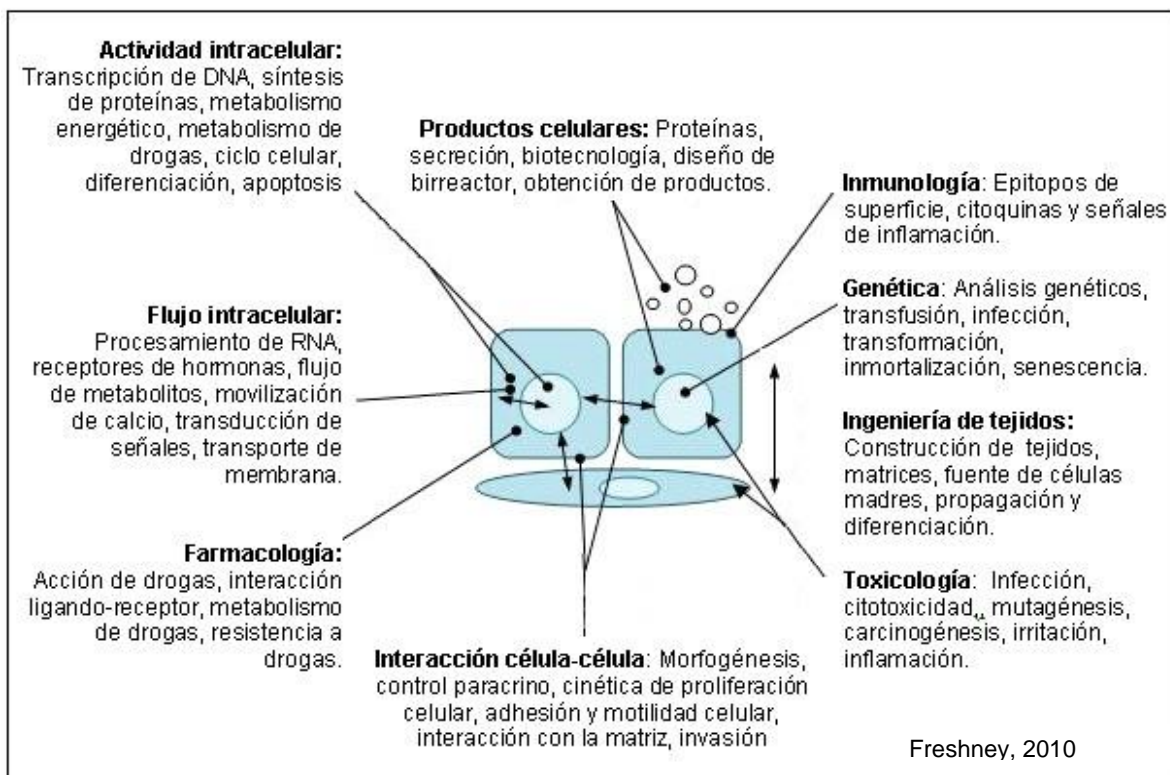 Actividad intracelular:
Transcripción de DNA, síntesis
de proteínas, metabolismo
energético, metabolismo de
drogas, ciclo celular,
diferenciación, apoptosis
Productos celulares: Proteínas,
secreción, biotecnología, diseño de
birreactor, obtención de productos.
Inmunología: Epitopos de
superficie, citoquinas y señales
de inflamación.
Genética: Análisis genéticos,
transfusión, infección,
transformación,
inmortalización, senescencia.
Flujo intracelular:
Procesamiento de RNA,
receptores de hormonas, flujo
de metabolitos, movilización
de calcio, transducción de
señales, transporte de
membrana.
Ingeniería de tejidos:
Construcción de tejidos,
matrices, fuente de células
madres, propagación y
diferenciación.
Farmacología:
Acción de drogas, interacción
ligando-receptor, metabolismo
de drogas, resistencia a
drogas.
Toxicología: Infección,
citotoxicidad,, mutagénesis,
carcinogénesis, irritación,
inflamación.
Interacción célula-célula: Morfogénesis,
control paracrino, cinética de proliferación
celular, adhesión y motilidad celular,
interacción con la matriz, invasión
Freshney, 2010